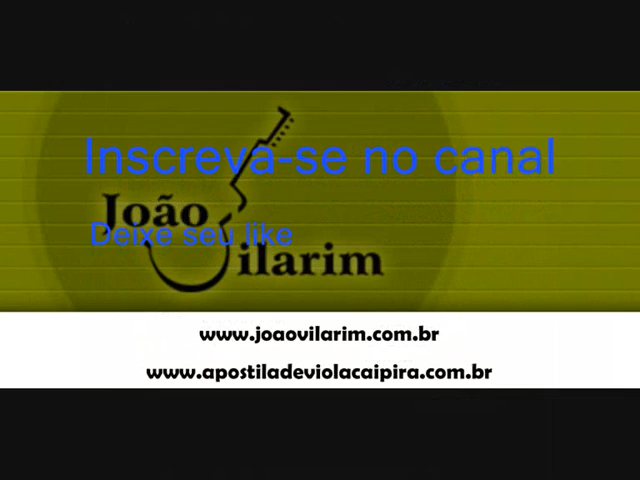 Inscreva-se no canal
João
Deixe seu like
Vilarim
www.joaovilarim.com.br
www.apostiladeviolacaipira.com.br